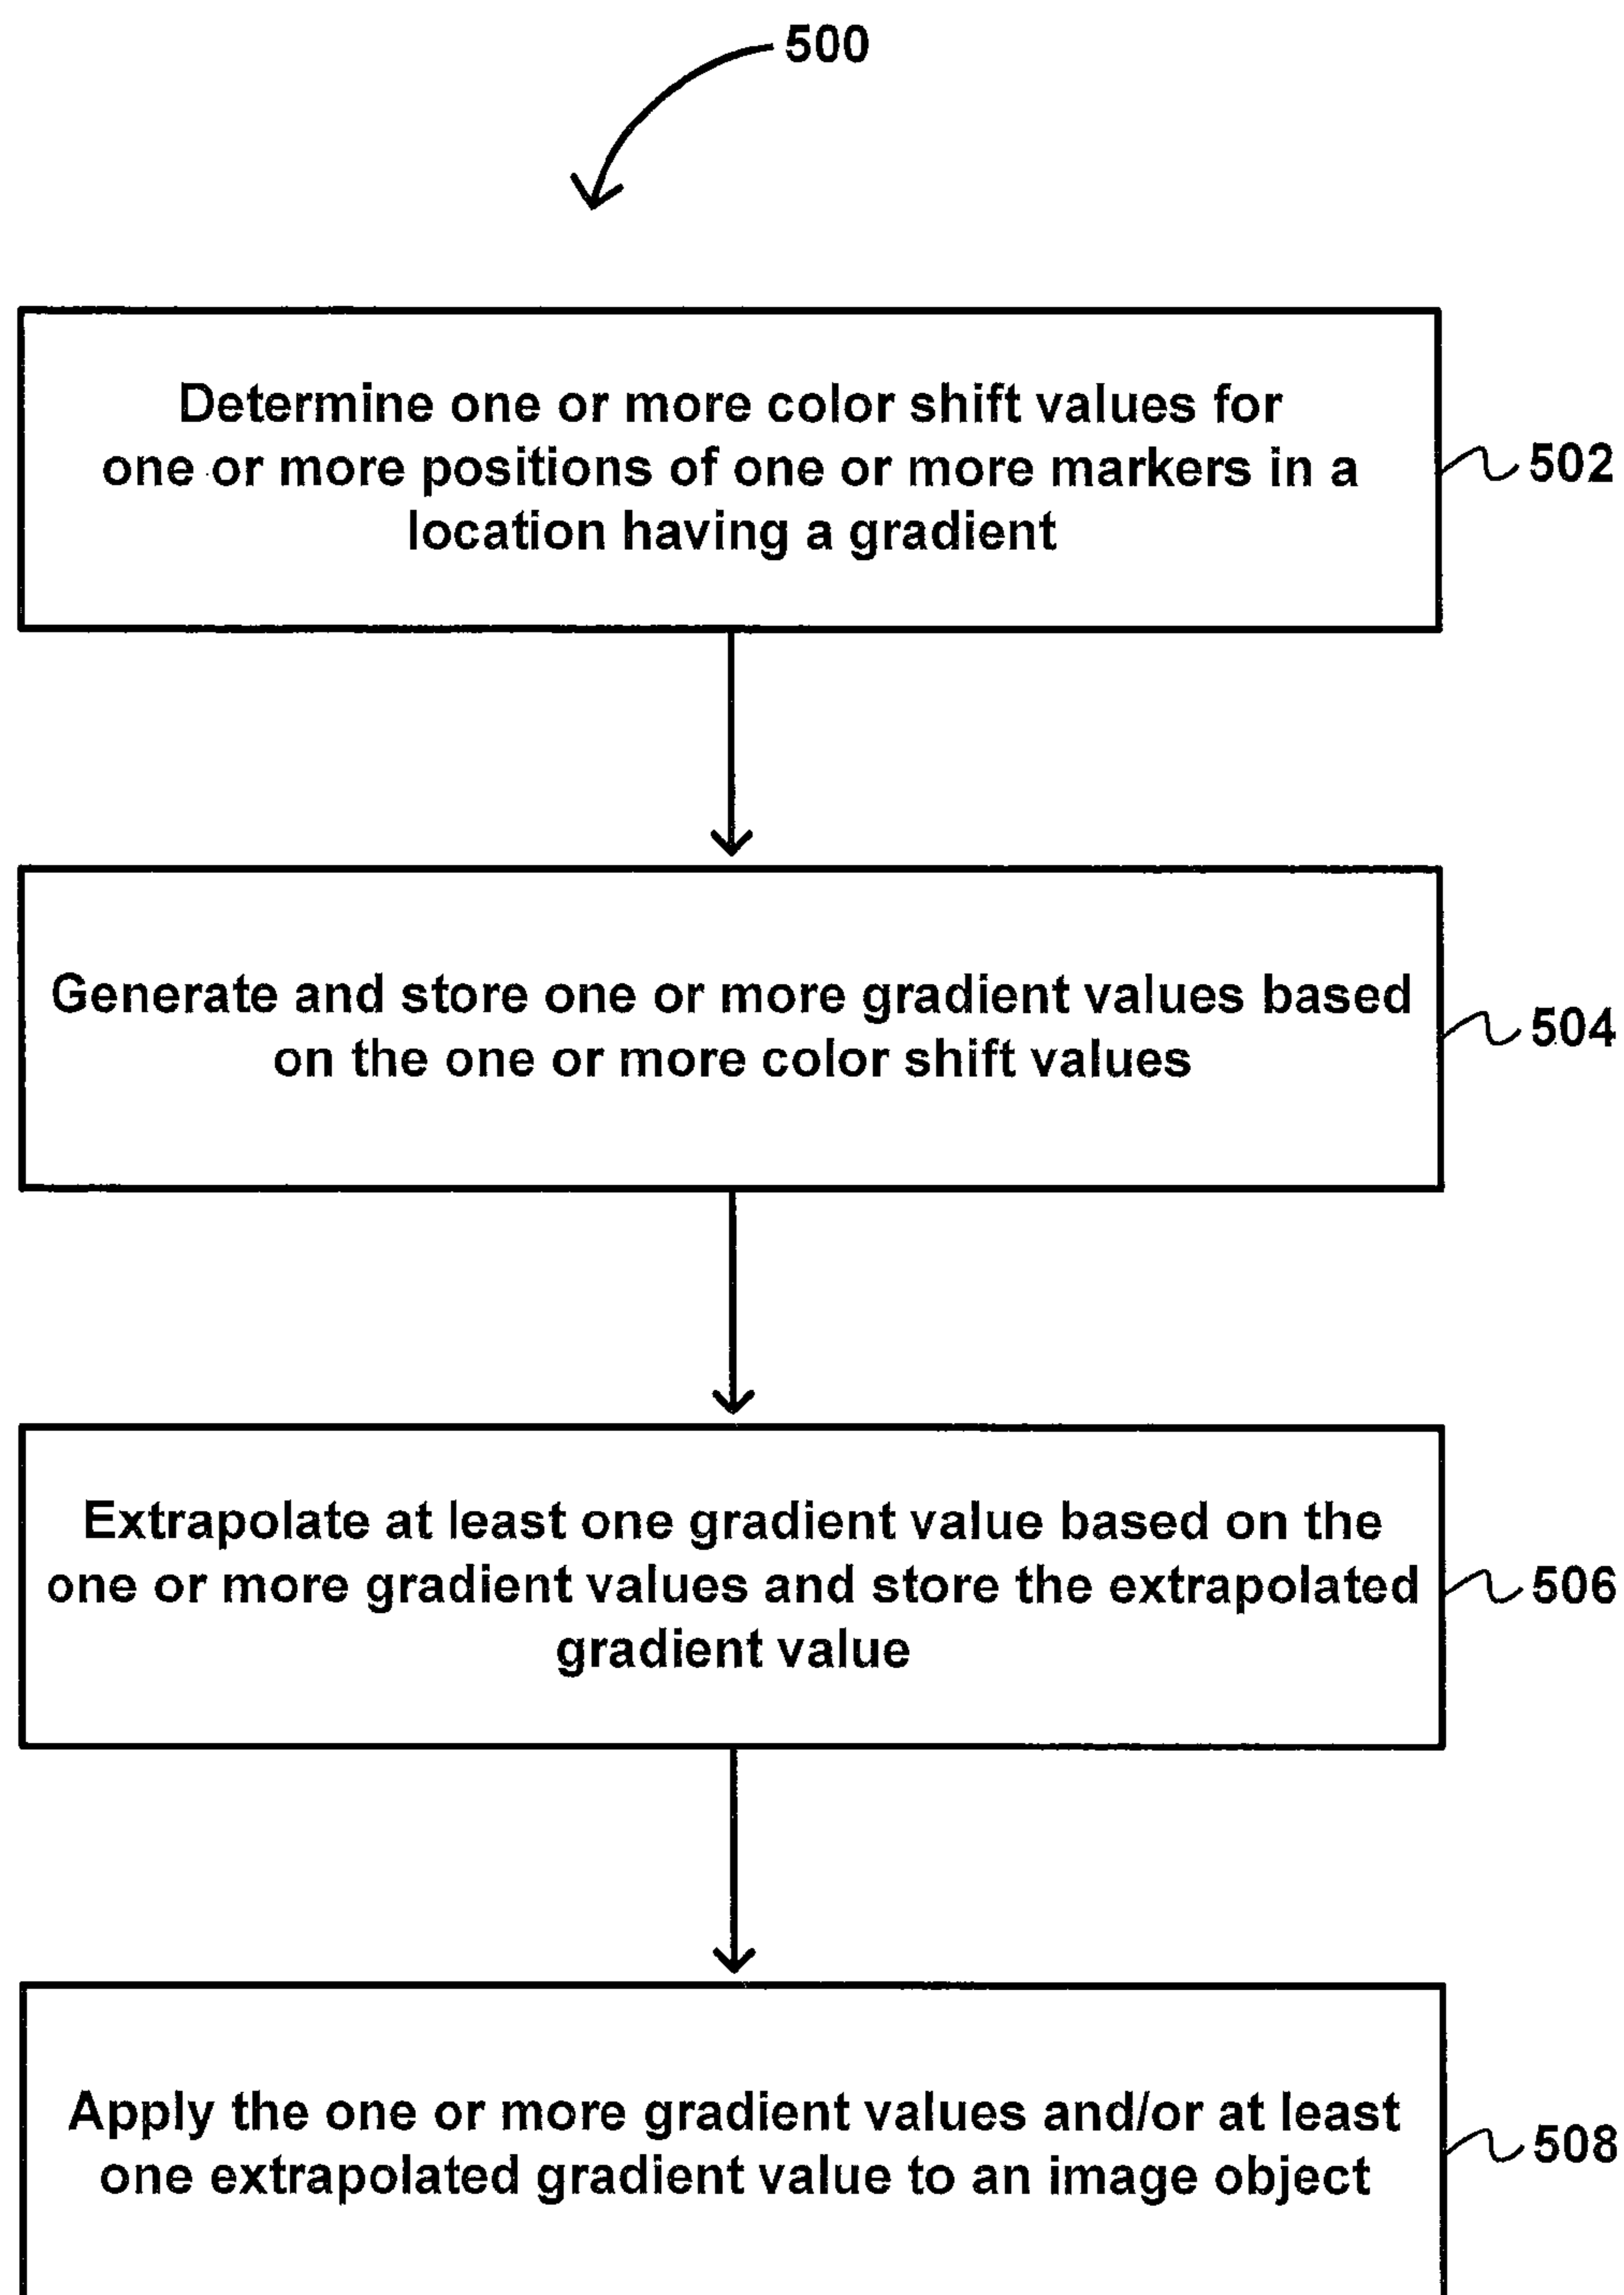 500
Determine one or more color shift values for
one or more positions of one or more markers in a
location having a gradient
502
Generate and store one or more gradient values based
on the one or more color shift values
504
Extrapolate at least one gradient value based on the
one or more gradient values and store the extrapolated
gradient value
506
Apply the one or more gradient values and/or at least
one extrapolated gradient value to an image object
508